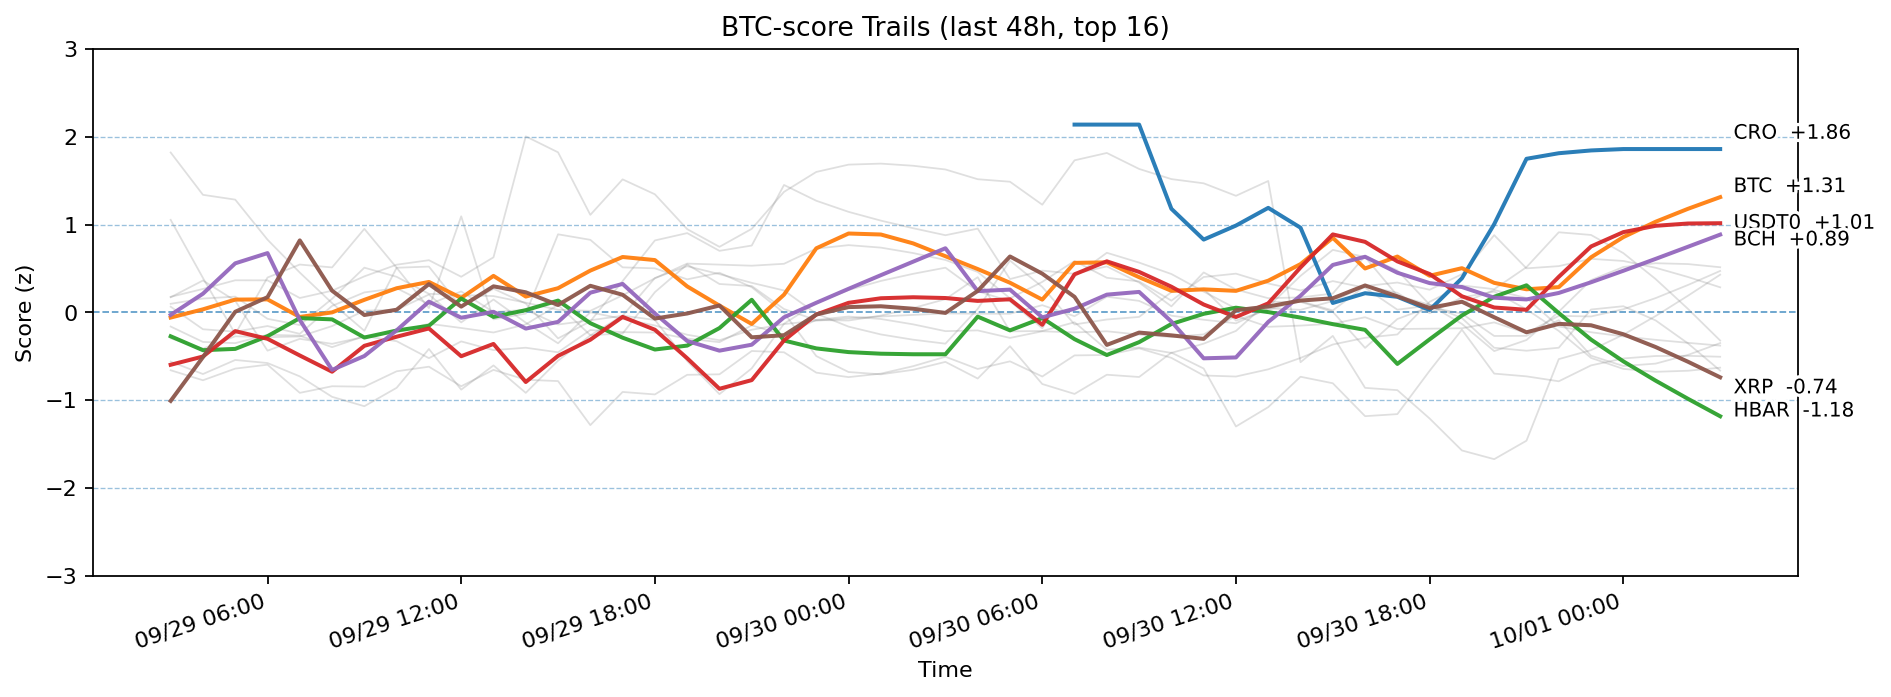 BTC-score Trails (last 48h, top 16)
3
2
1
0
−1
−2
−3
Score (z)
CRO +1.86
BTC +1.31
USDT0 +1.01
BCH +0.89
XRP -0.74
HBAR -1.18
09/29 06:00
09/29 12:00
09/29 18:00
09/30 00:00
09/30 06:00
09/30 12:00
09/30 18:00
10/01 00:00
Time